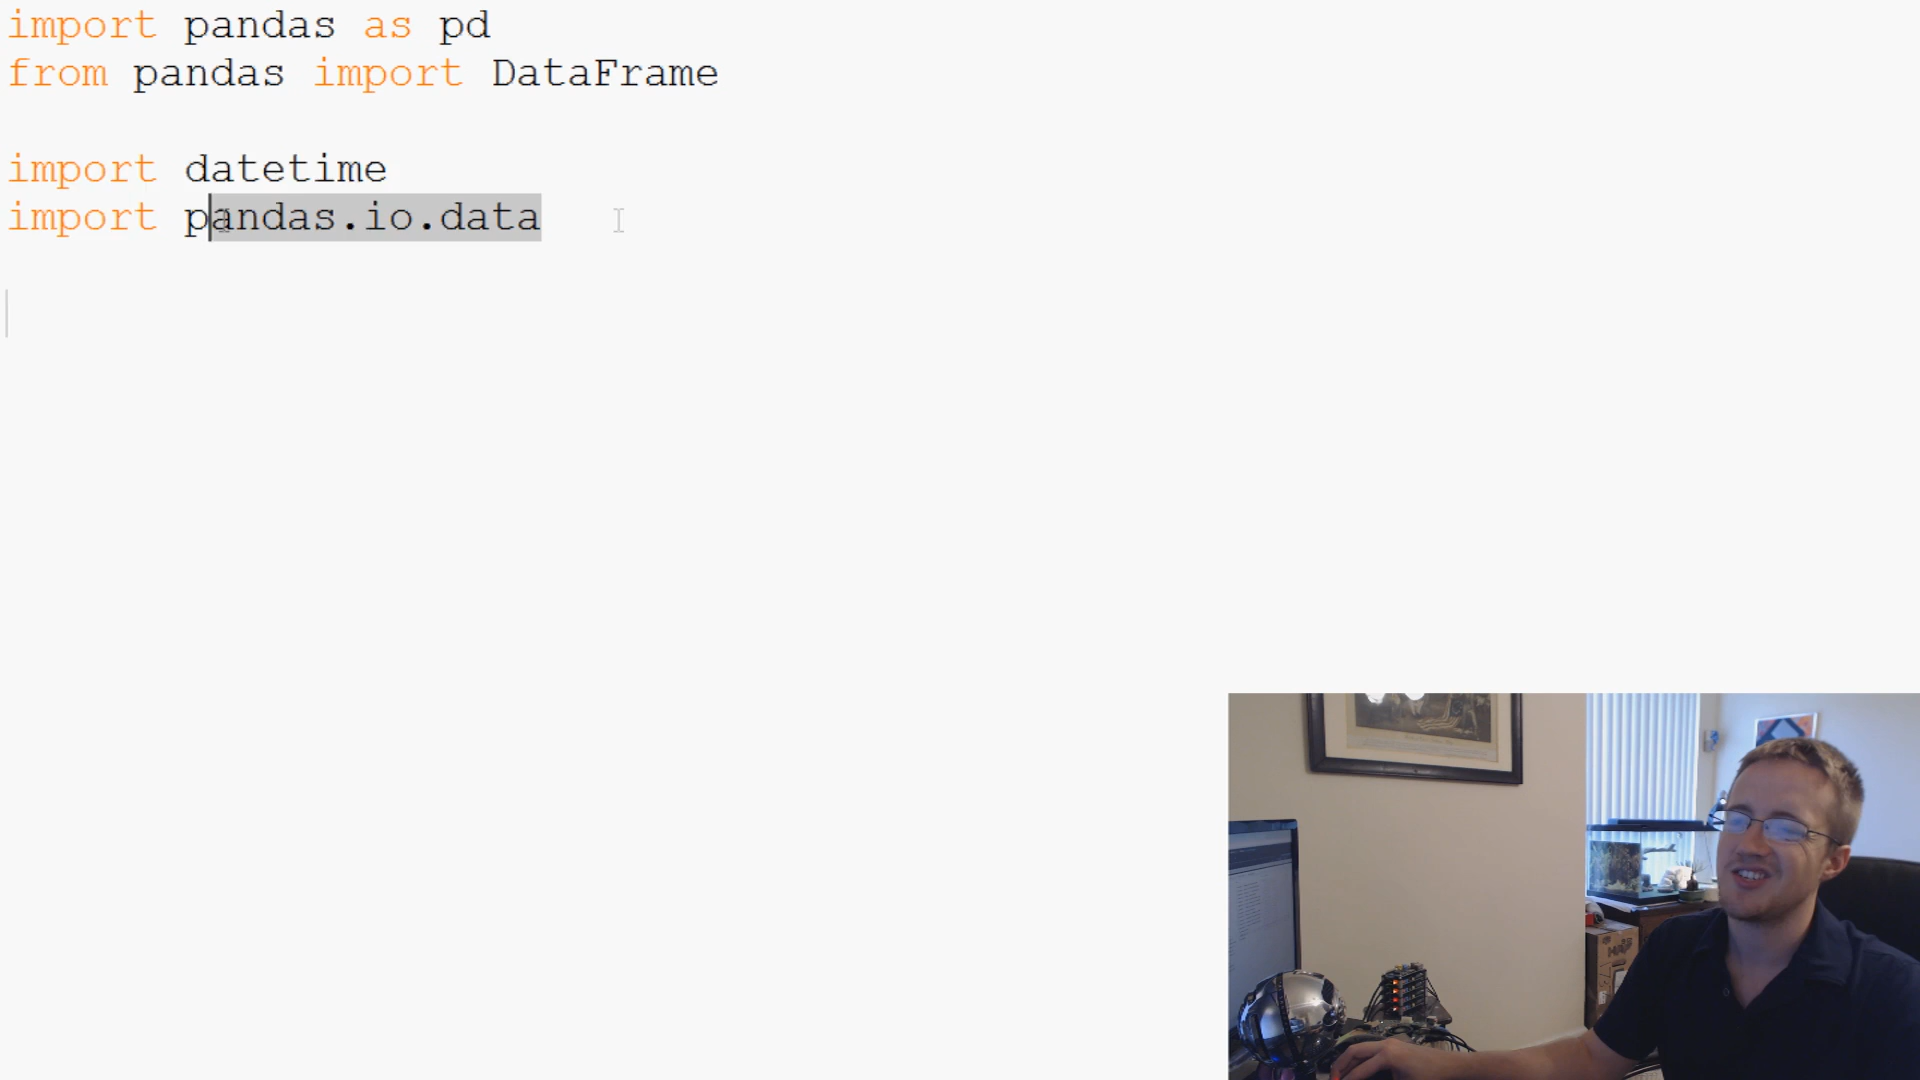 import pandas as pd
from pandas import DataFrame
import datetime
import pandas.io.data